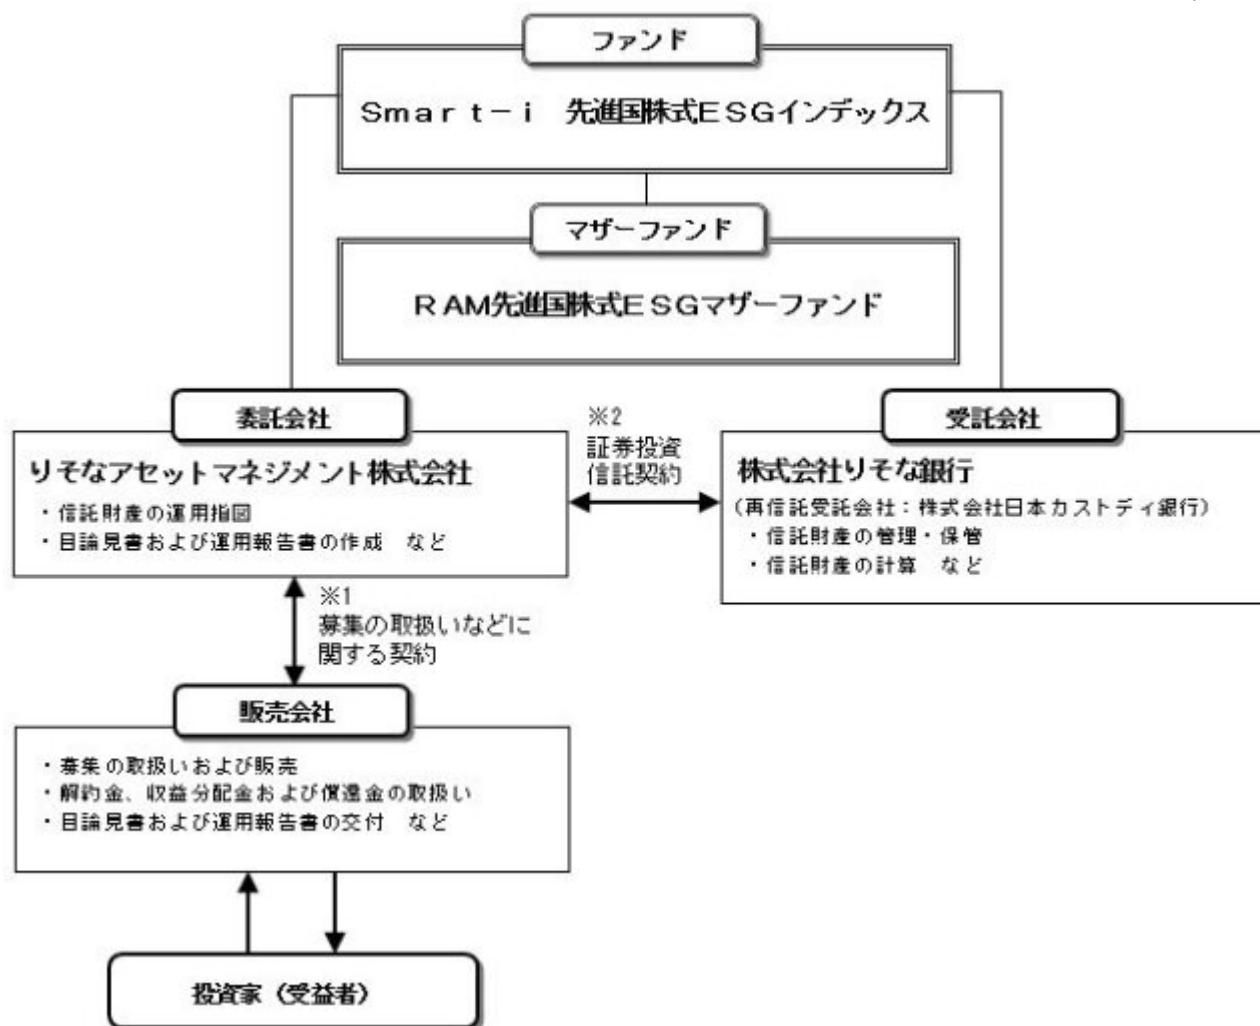 ファンド
Smart-i 先進国株式ESGインデックス
マザーファンド
RAM先進国株式ESGマザーファンド
委託会社
りそなアセットマネジメント株式会社
・信託財産の運用指図
・目論見書および運用報告書の作成 など
※2
証券投資
信託契約
受託会社
株式会社りそな銀行
(再信託受託会社:株式会社日本カストディ銀行)
・信託財産の管理・保管
・信託財産の計算 など
※1
募集の取扱いなどに
関する契約
販売会社
・募集の取扱いおよび販売
・解約金、収益分配金および償還金の取扱い
・目論見書および運用報告書の交付 など
投資家(受益者)